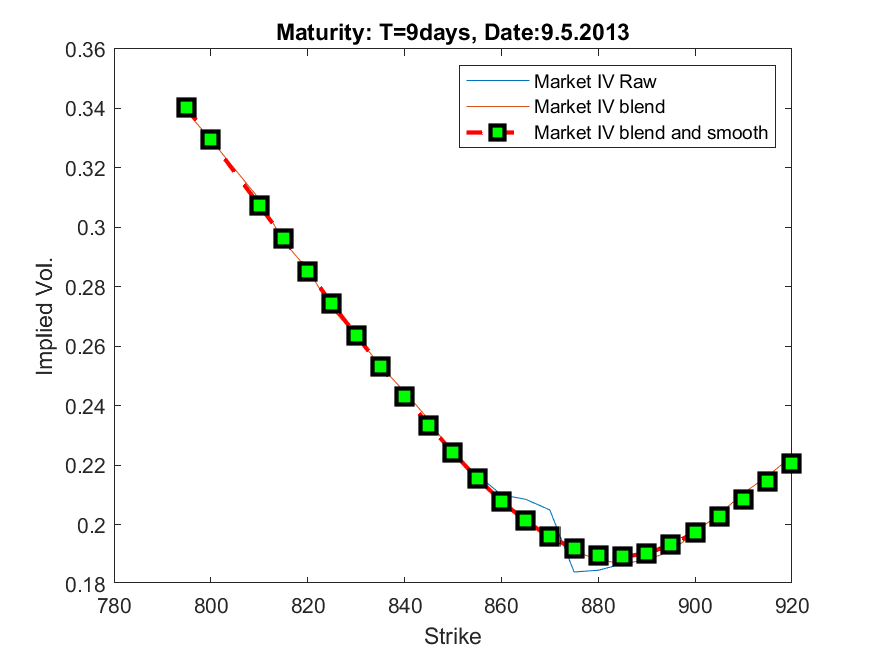 Maturity: T=9days, Date:9.5.2013
0.36
0.34
0.32
0.3
0.28
0.26
0.24
0.22
0.2
0.18
Implied Vol.
Market IV Raw
Market IV blend
Market IV blend and smooth
780 800 820 840 860 880 900 920
Strike